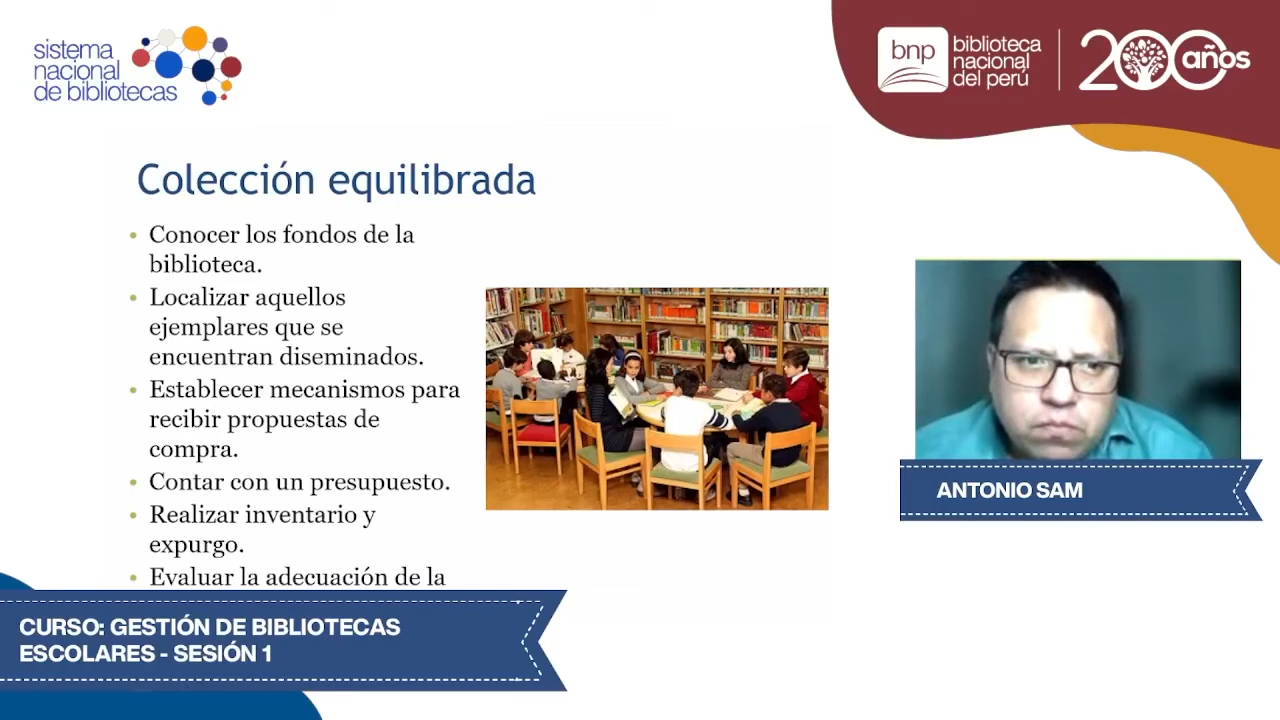 sistema
nacional
de bibliotecas
bnp
biblioteca
nacional
del perú
200 años
Colección equilibrada
• Conocer los fondos de la
biblioteca.
• Localizar aquellos
ejemplares que se
encuentran diseminados.
• Establecer mecanismos para
recibir propuestas de
compra.
• Contar con un presupuesto.
• Realizar inventario y
expurgo.
• Evaluar la adecuación de la
ANTONIO SAM
CURSO: GESTIÓN DE BIBLIOTECAS
ESCOLARES - SESIÓN 1